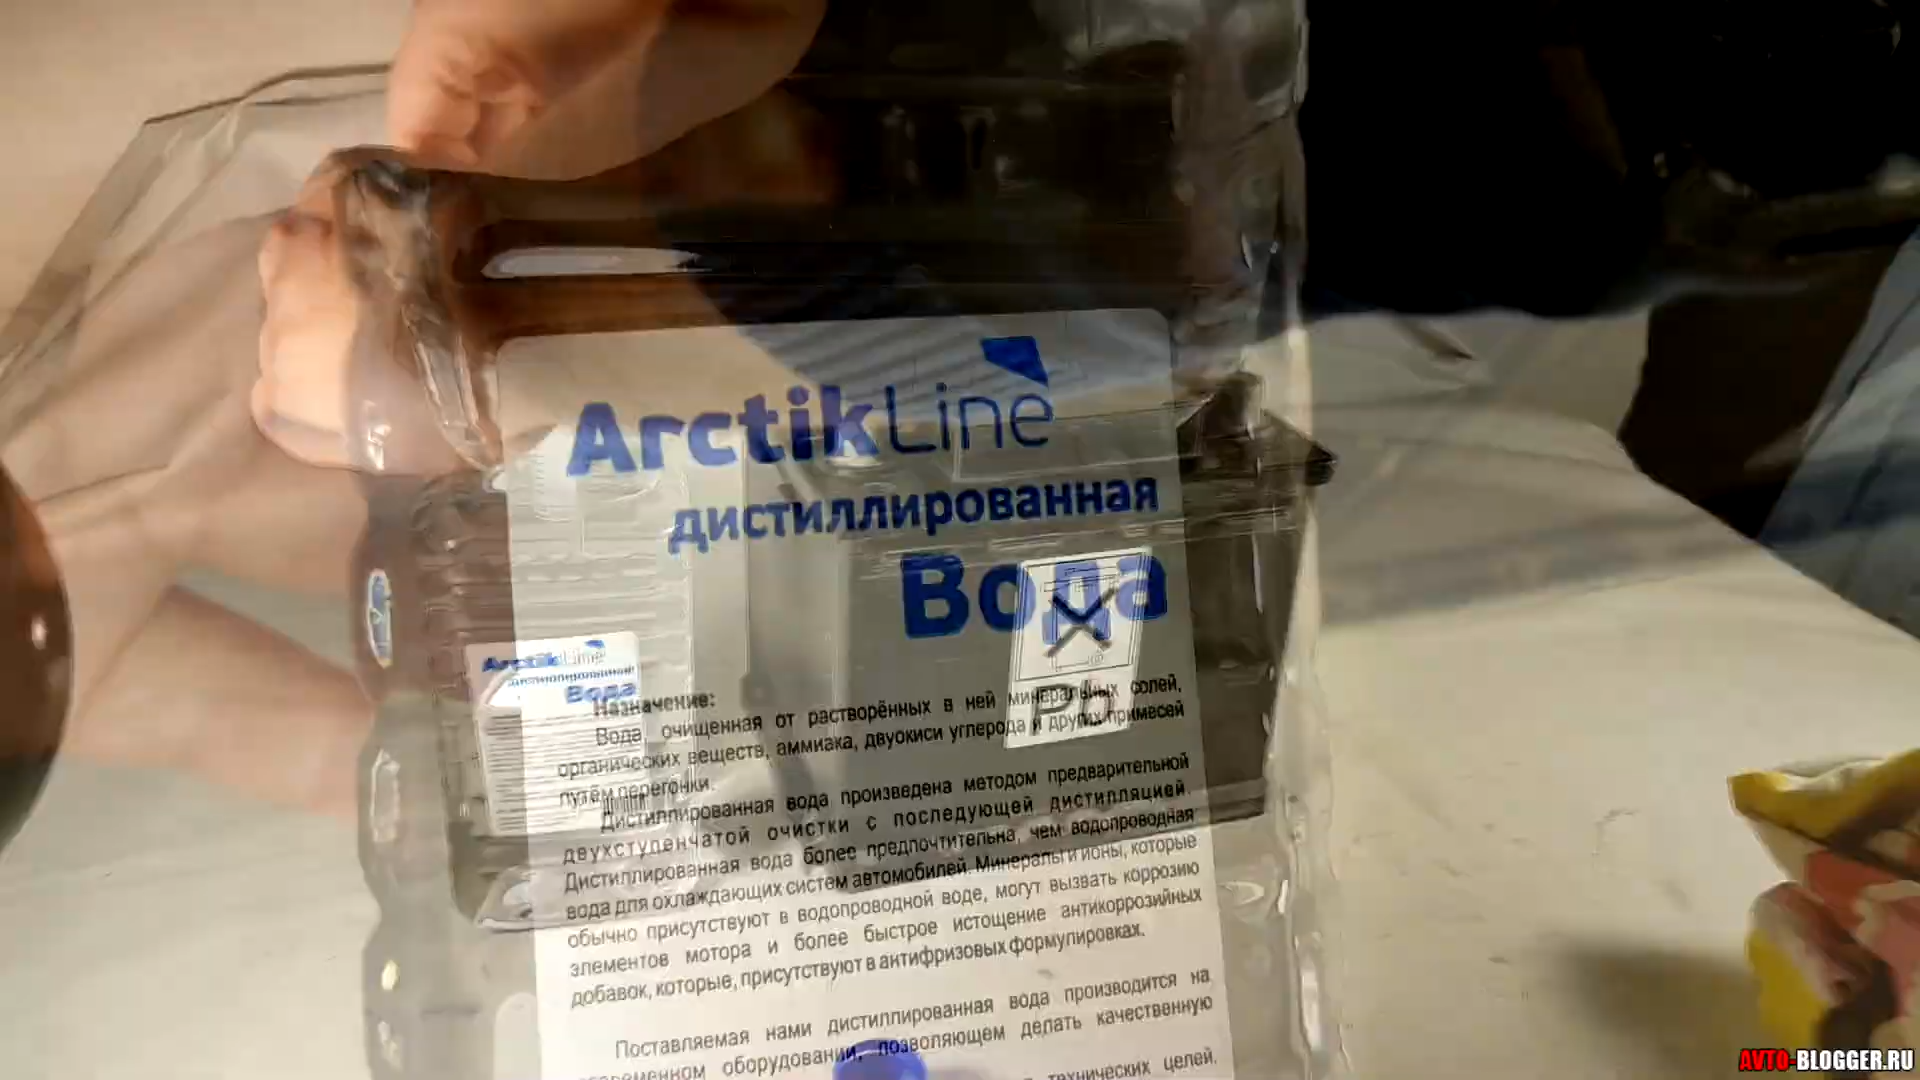 ArctikLine
дистиллированная
Вода
ArctikLine
дистиллированная
Вода
Pb
Назначение:
Вода, очищенная от растворённых в ней минеральных солей,
органических веществ, аммиака, двуокиси углерода и других примесей
путём перегонки.
Дистиллированная вода произведена методом предварительной
двухступенчатой очистки с последующей дистилляцией.
Дистиллированная вода более предпочтительна, чем водопроводная
вода для охлаждающих систем автомобилей. Минералы и ионы, которые
обычно присутствуют в водопроводной воде, могут вызвать коррозию
элементов мотора и более быстрое истощение антикоррозийных
добавок, которые, присутствуют в антифризовых формулировках.
Поставляемая нами дистиллированная вода производится на
оборудовании, позволяющем делать качественную
технических целей.
AVTO-BLOGGER.RU